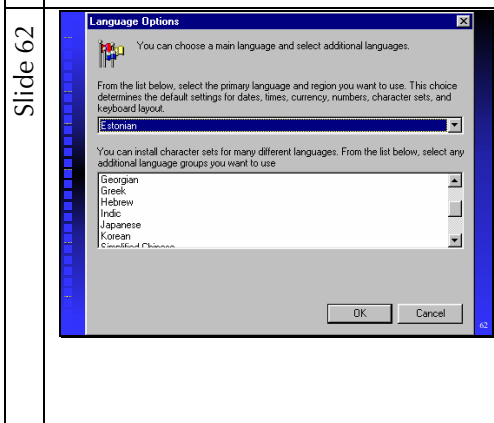 Slide 62
Language Options
You can choose a main language and select additional languages.
From the list below, select the primary language and region you want to use. This choice
determines the default settings for dates, times, currency, numbers, character sets, and
keyboard layout.
Estonian
You can install character sets for many different languages. From the list below, select any
additional language groups you want to use
Georgian
Greek
Hebrew
Indic
Japanese
Korean
Simplified Chinese
OK
Cancel
62